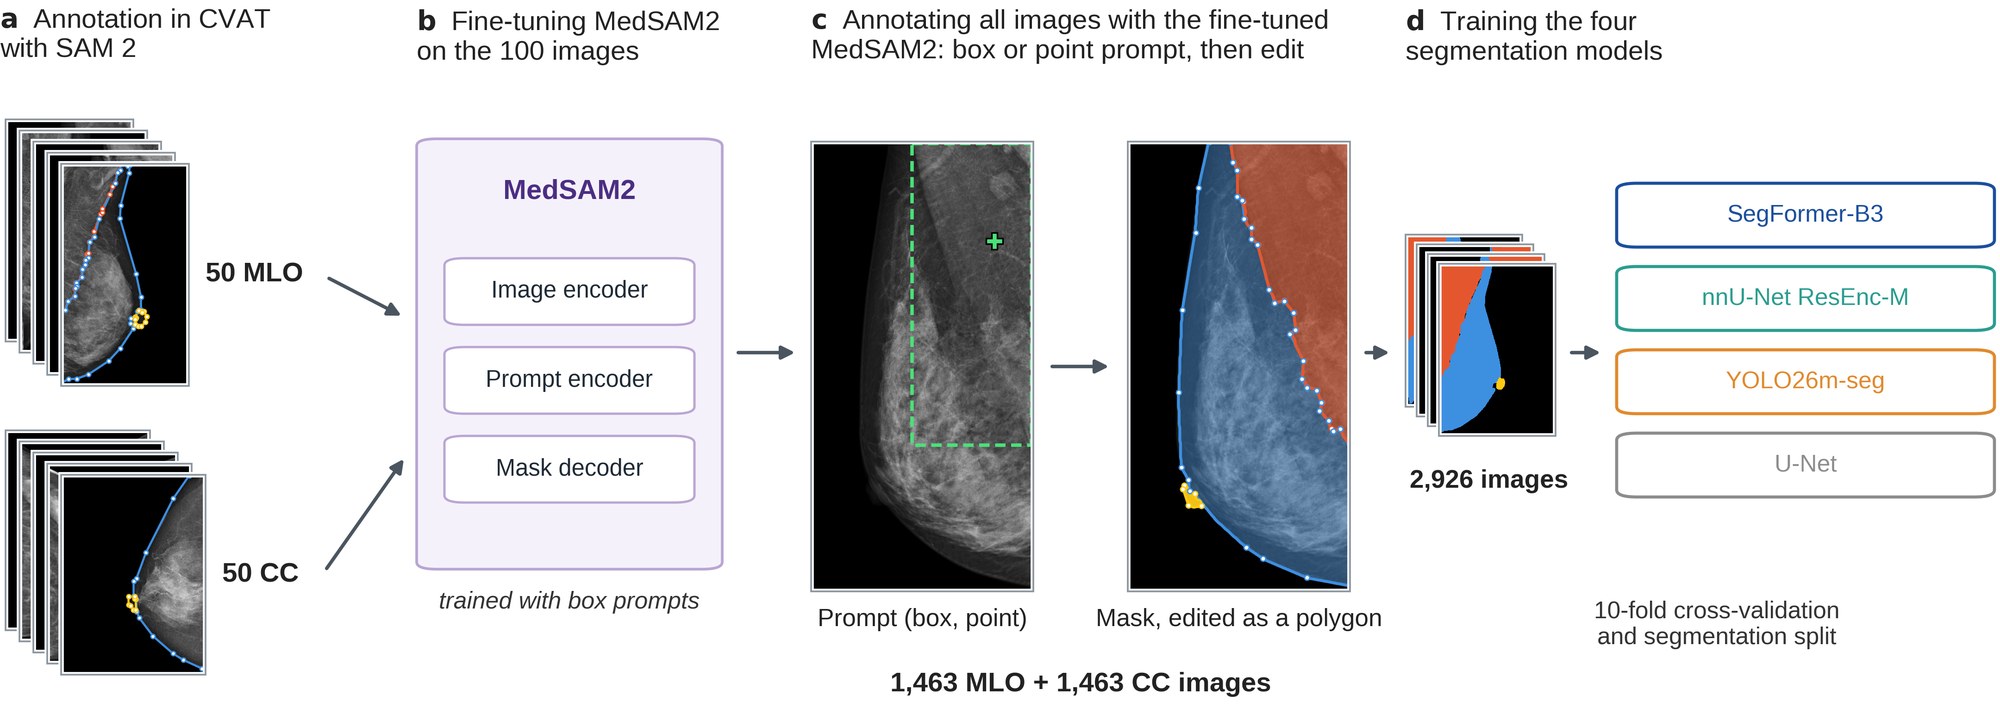 a Annotation in CVAT
with SAM 2
b Fine-tuning MedSAM2
on the 100 images
c Annotating all images with the fine-tuned
MedSAM2: box or point prompt, then edit
d Training the four
segmentation models
50 MLO
50 CC
MedSAM2
Image encoder
Prompt encoder
Mask decoder
trained with box prompts
Prompt (box, point)
Mask, edited as a polygon
1,463 MLO + 1,463 CC images
2,926 images
SegFormer-B3
nnU-Net ResEnc-M
YOLO26m-seg
U-Net
10-fold cross-validation
and segmentation split